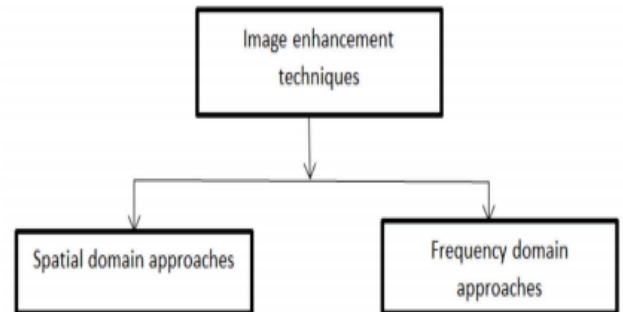 Image enhancement
techniques
Spatial domain approaches
Frequency domain
approaches